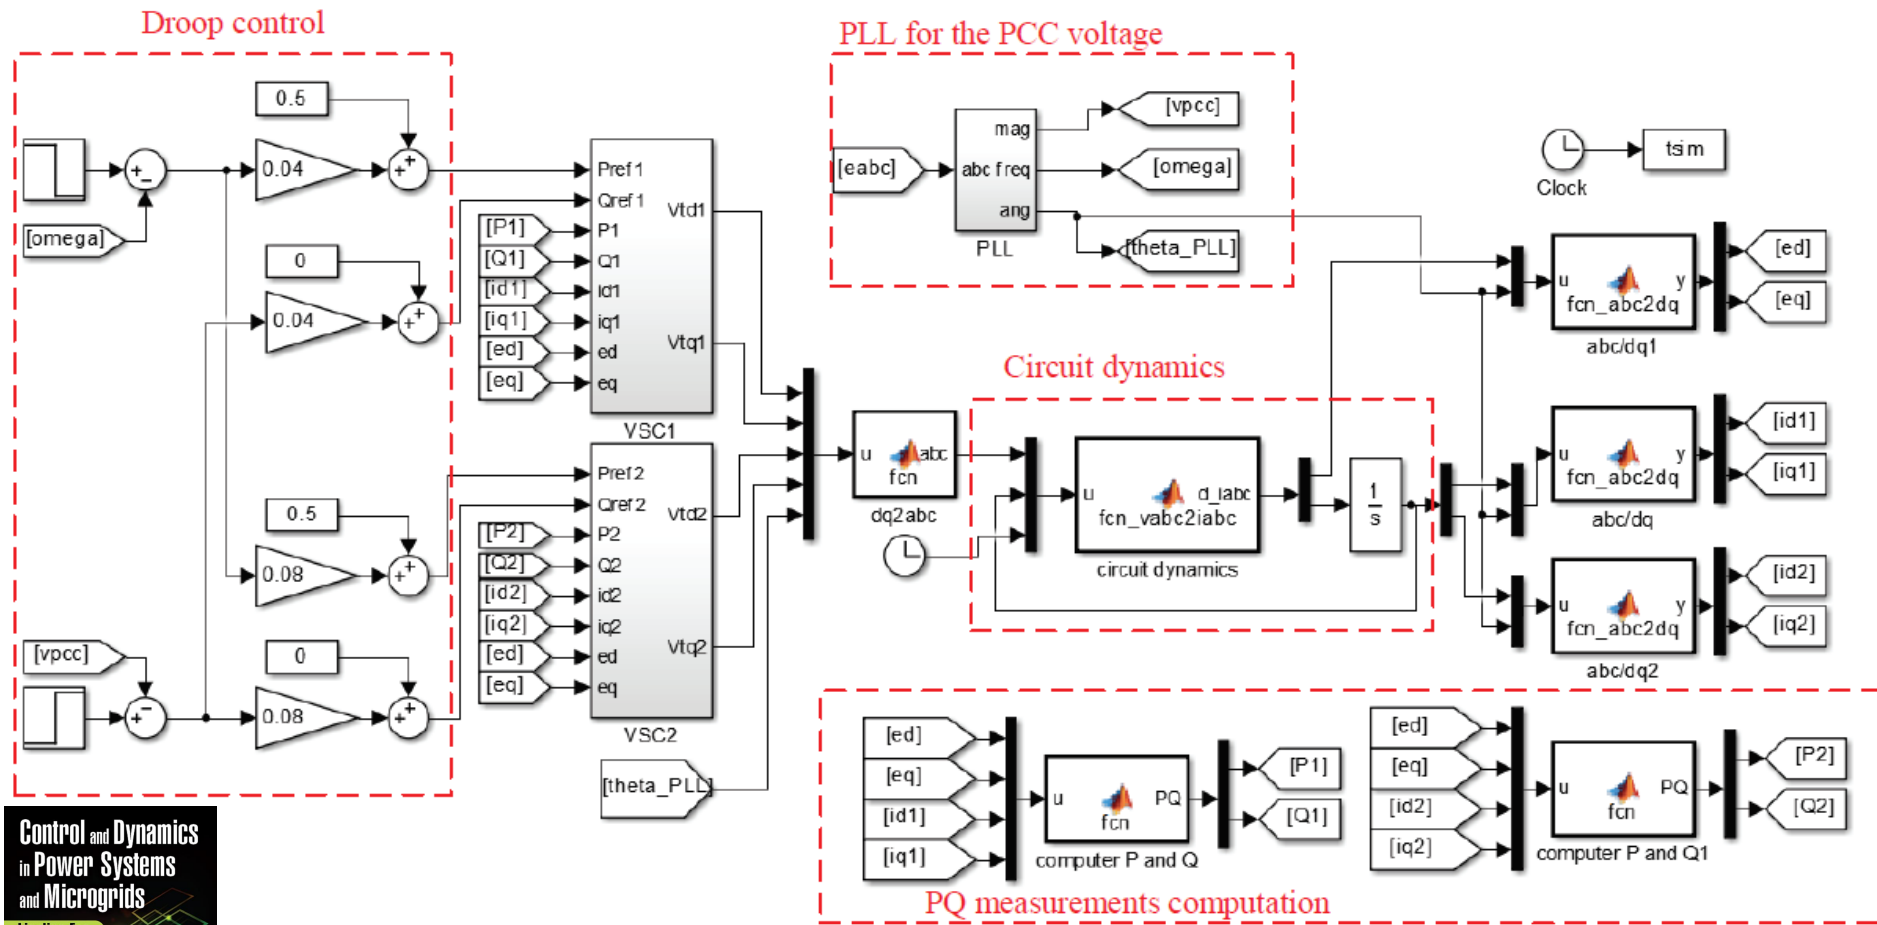 Droop control
0.5
0.04
[omega]
0
0.04
0.5
0.08
[vpcc]
0
0.08
Pref1
Qref1
[P1] P1
[Q1] Q1
[id1] id1
[iq1] iq1
[ed] ed
[eq] eq
Vtd1
Vtq1
VSC1
Pref2
Qref2
[P2] P2
[Q2] Q2
[id2] id2
[iq2] iq2
[ed] ed
[eq] eq
Vtd2
Vtq2
VSC2
[theta_PLL]
PLL for the PCC voltage
[eabc]
mag
abc freq
ang
PLL
[vpcc]
[omega]
[theta_PLL]
Clock
tsim
u abc
fcn
dq2abc
Circuit dynamics
u d_iabc
fcn_vabc2iabc
circuit dynamics
1
s
u y
fcn_abc2dq
abc/dq1
[ed]
[eq]
u y
fcn_abc2dq
abc/dq
[id1]
[iq1]
u y
fcn_abc2dq
abc/dq2
[id2]
[iq2]
[ed]
[eq]
[id1]
[iq1]
u PQ
fcn
computer P and Q
[P1]
[Q1]
[ed]
[eq]
[id2]
[iq2]
u PQ
fcn
computer P and Q1
[P2]
[Q2]
PQ measurements computation
Control and Dynamics
in Power Systems
and Microgrids